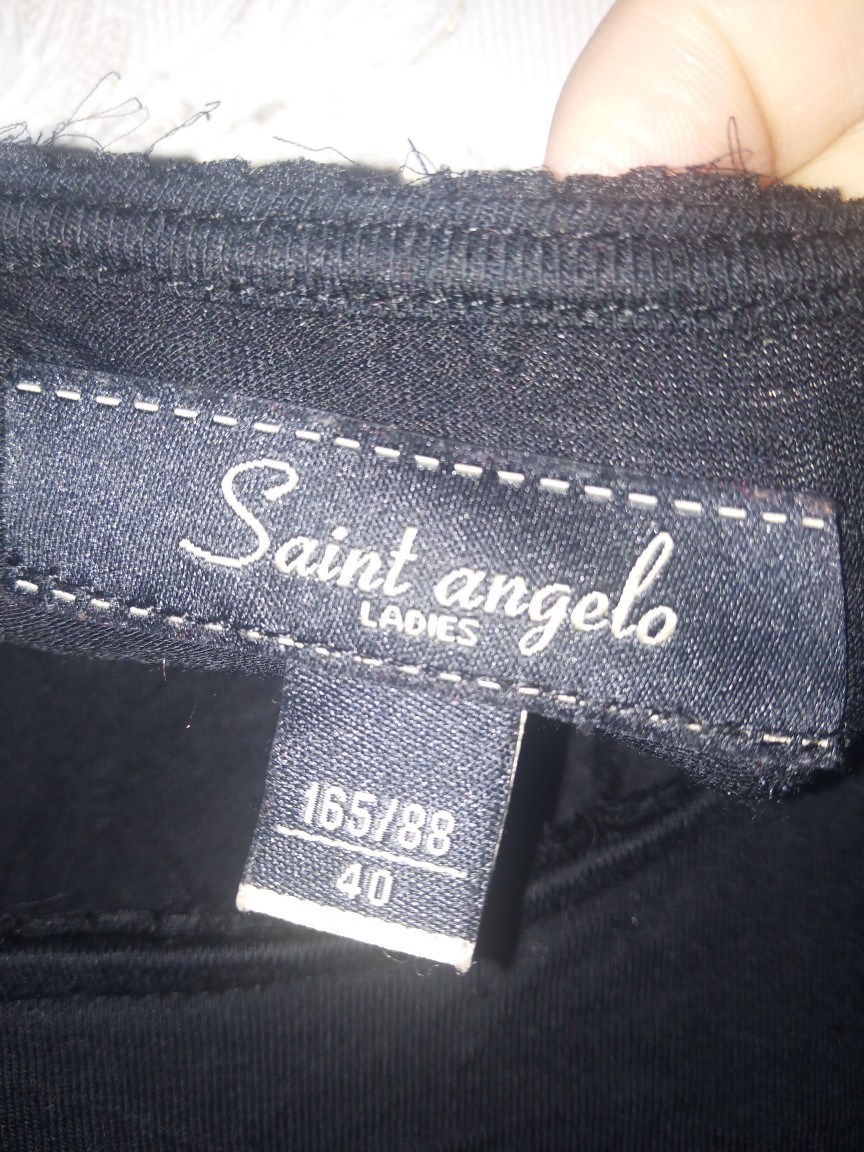 Saint angelo
LADIES
165/88
40